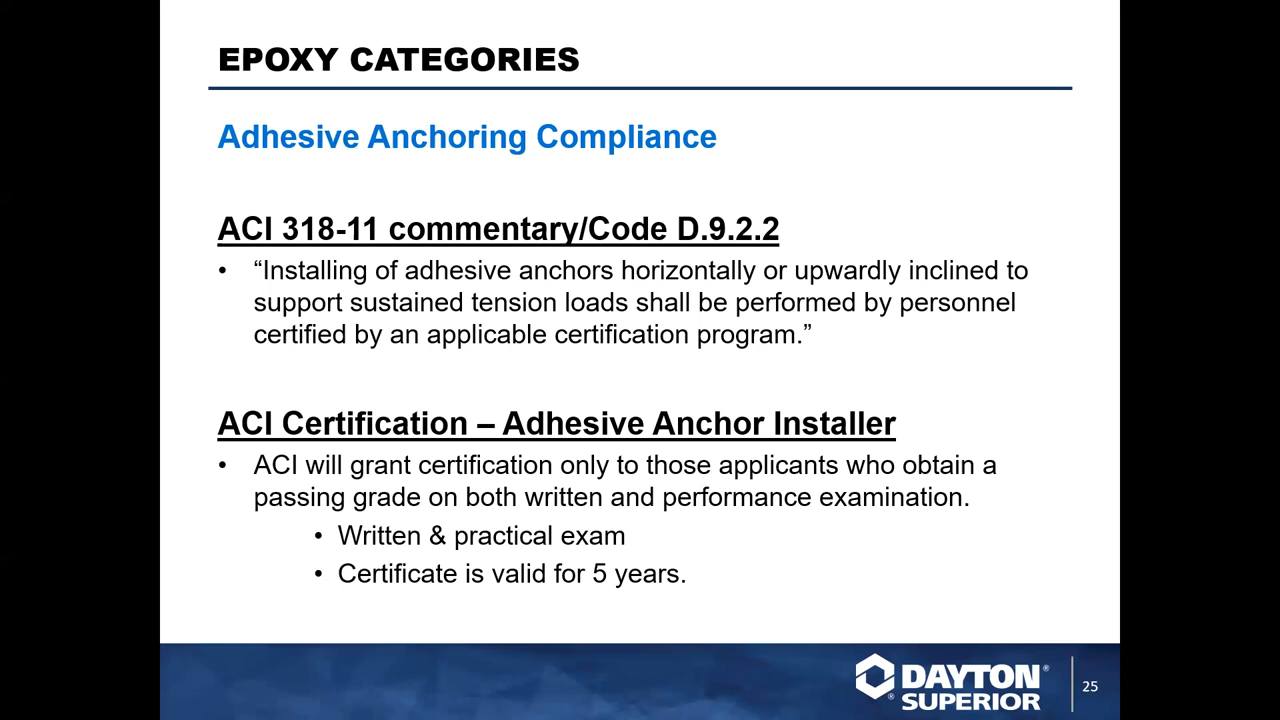 EPOXY CATEGORIES
Adhesive Anchoring Compliance
ACI 318-11 commentary/Code D.9.2.2
• “Installing of adhesive anchors horizontally or upwardly inclined to
support sustained tension loads shall be performed by personnel
certified by an applicable certification program.”
ACI Certification – Adhesive Anchor Installer
• ACI will grant certification only to those applicants who obtain a
passing grade on both written and performance examination.
• Written & practical exam
• Certificate is valid for 5 years.
DAYTON®
® SUPERIOR
25